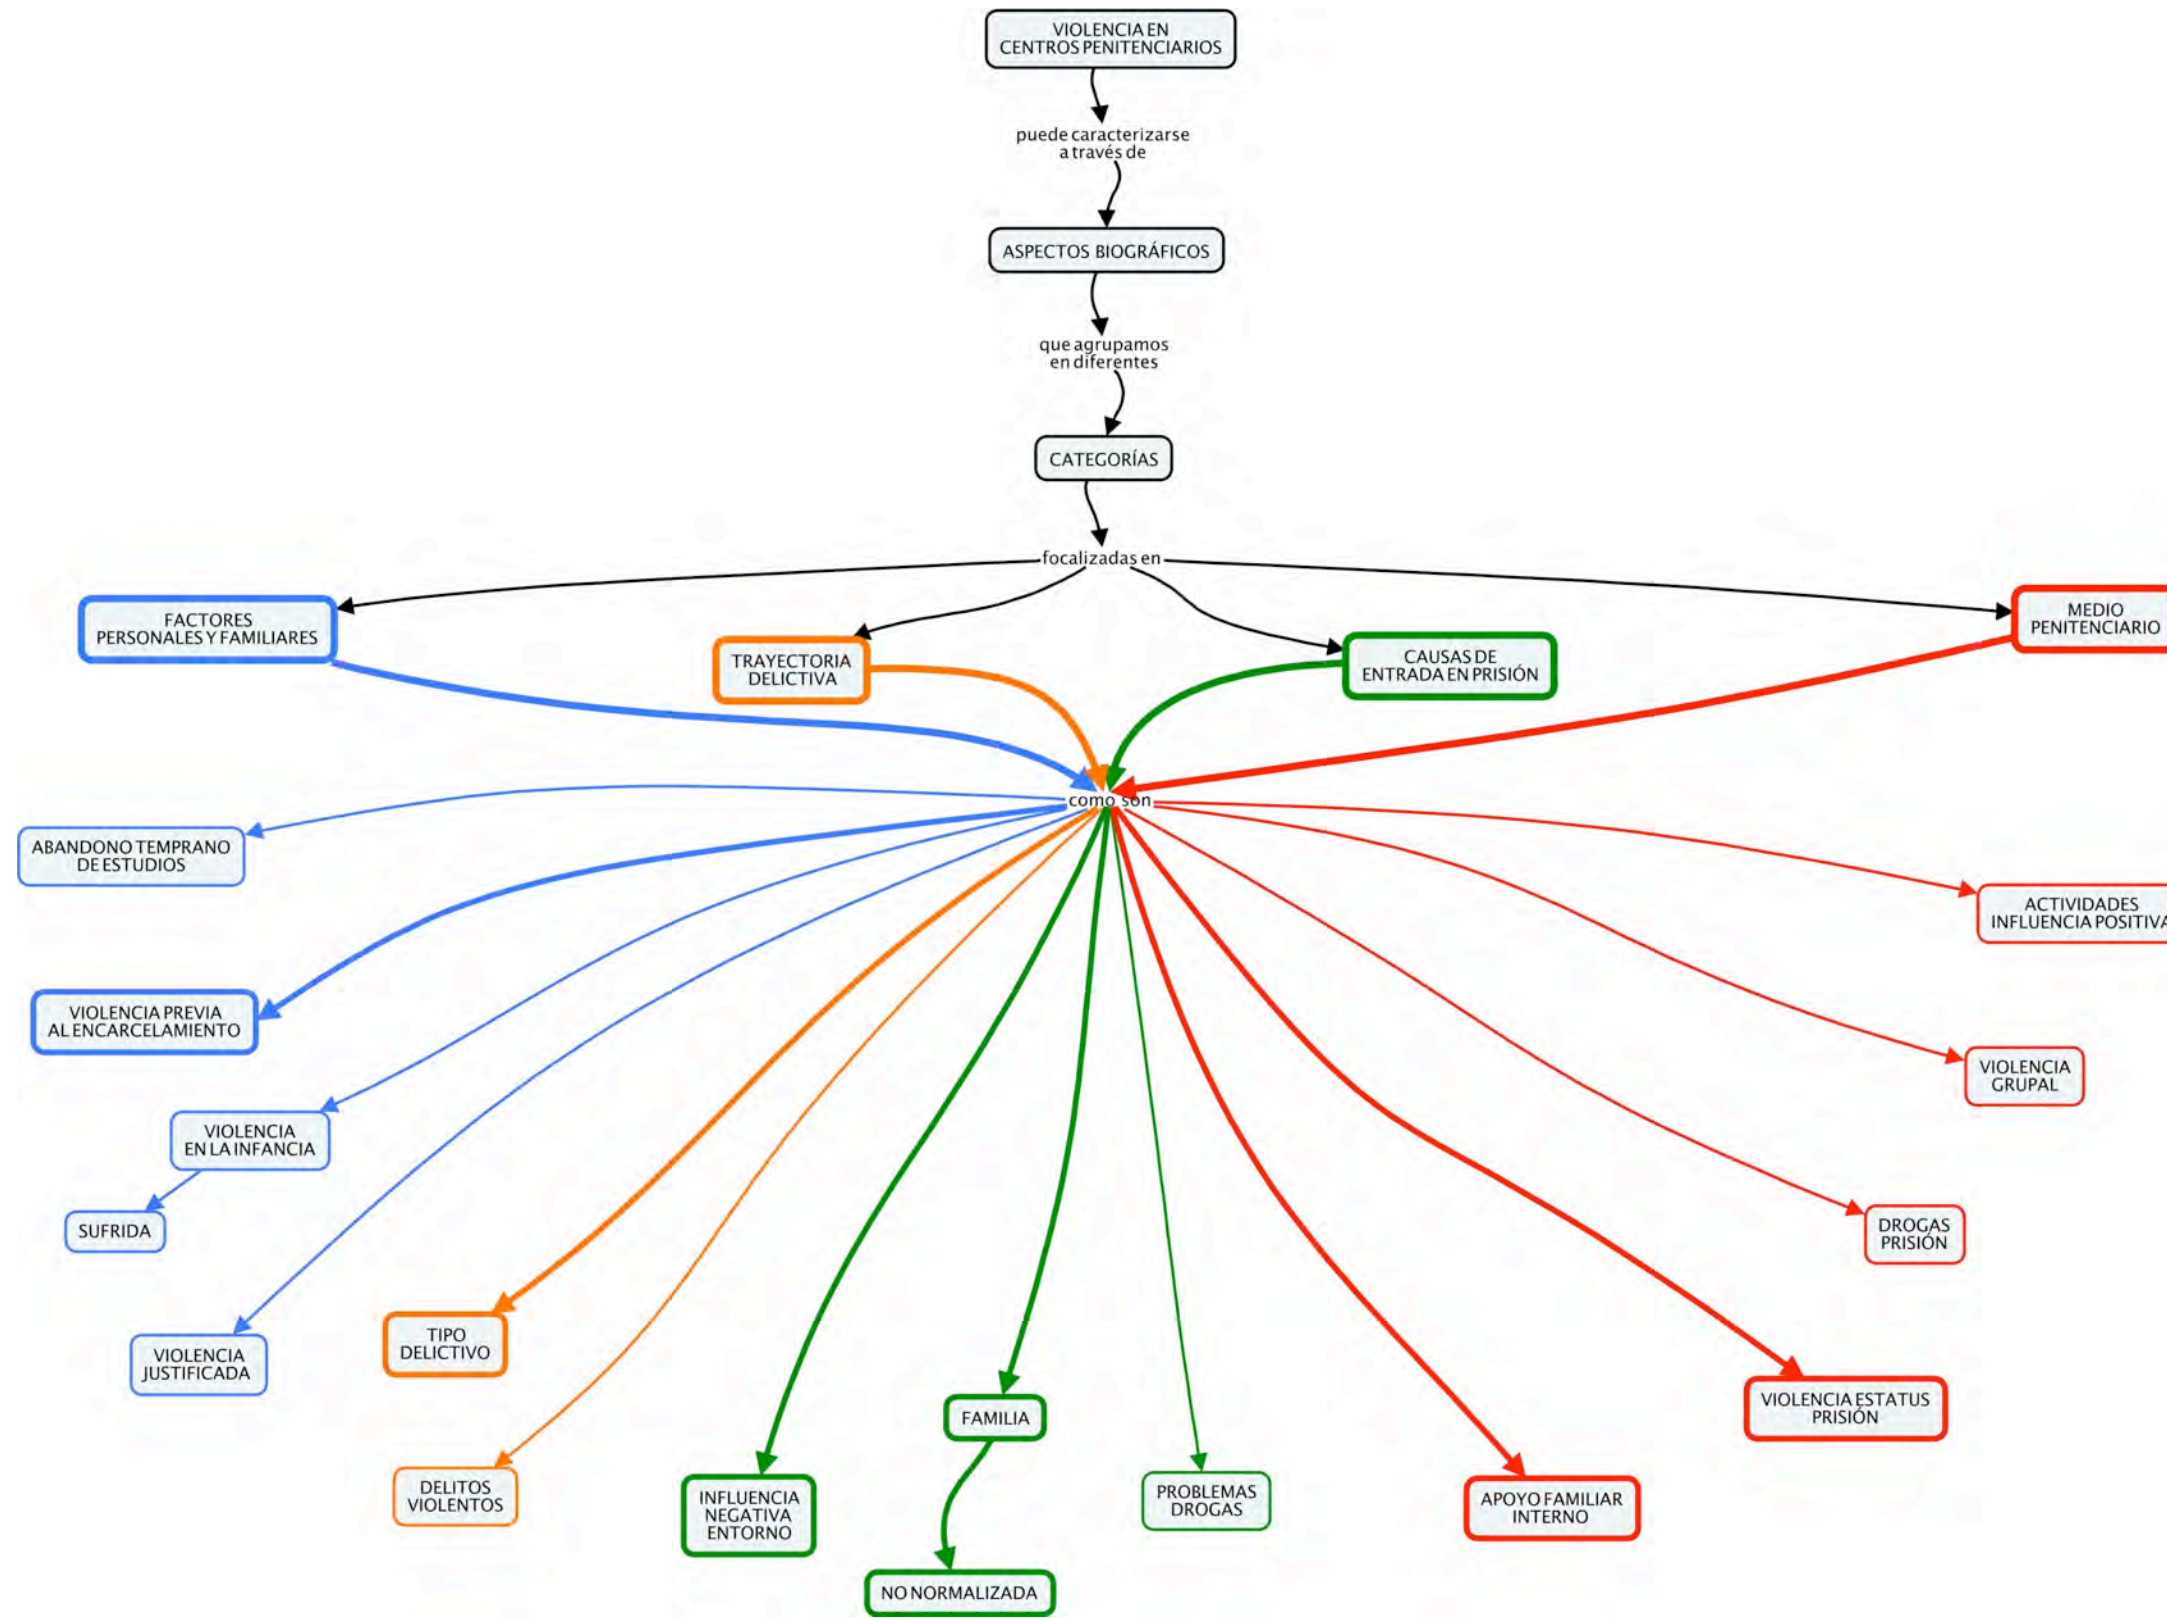 VIOLENCIA EN
CENTROS PENITENCIARIOS
puede caracterizarse
a través de
ASPECTOS BIOGRÁFICOS
que agrupamos
en diferentes
CATEGORÍAS
focalizadas en
FACTORES
PERSONALES Y FAMILIARES
TRAYECTORIA
DELICTIVA
CAUSAS DE
ENTRADA EN PRISIÓN
MEDIO
PENITENCIARIO
como son
ABANDONO TEMPRANO
DE ESTUDIOS
VIOLENCIA PREVIA
AL ENCARCELAMIENTO
VIOLENCIA
EN LA INFANCIA
SUFRIDA
VIOLENCIA
JUSTIFICADA
TIPO
DELICTIVO
DELITOS
VIOLENTOS
INFLUENCIA
NEGATIVA
ENTORNO
FAMILIA
NO NORMALIZADA
PROBLEMAS
DROGAS
APOYO FAMILIAR
INTERNO
VIOLENCIA ESTATUS
PRISIÓN
DROGAS
PRISIÓN
VIOLENCIA
GRUPAL
ACTIVIDADES
INFLUENCIA POSITIVA